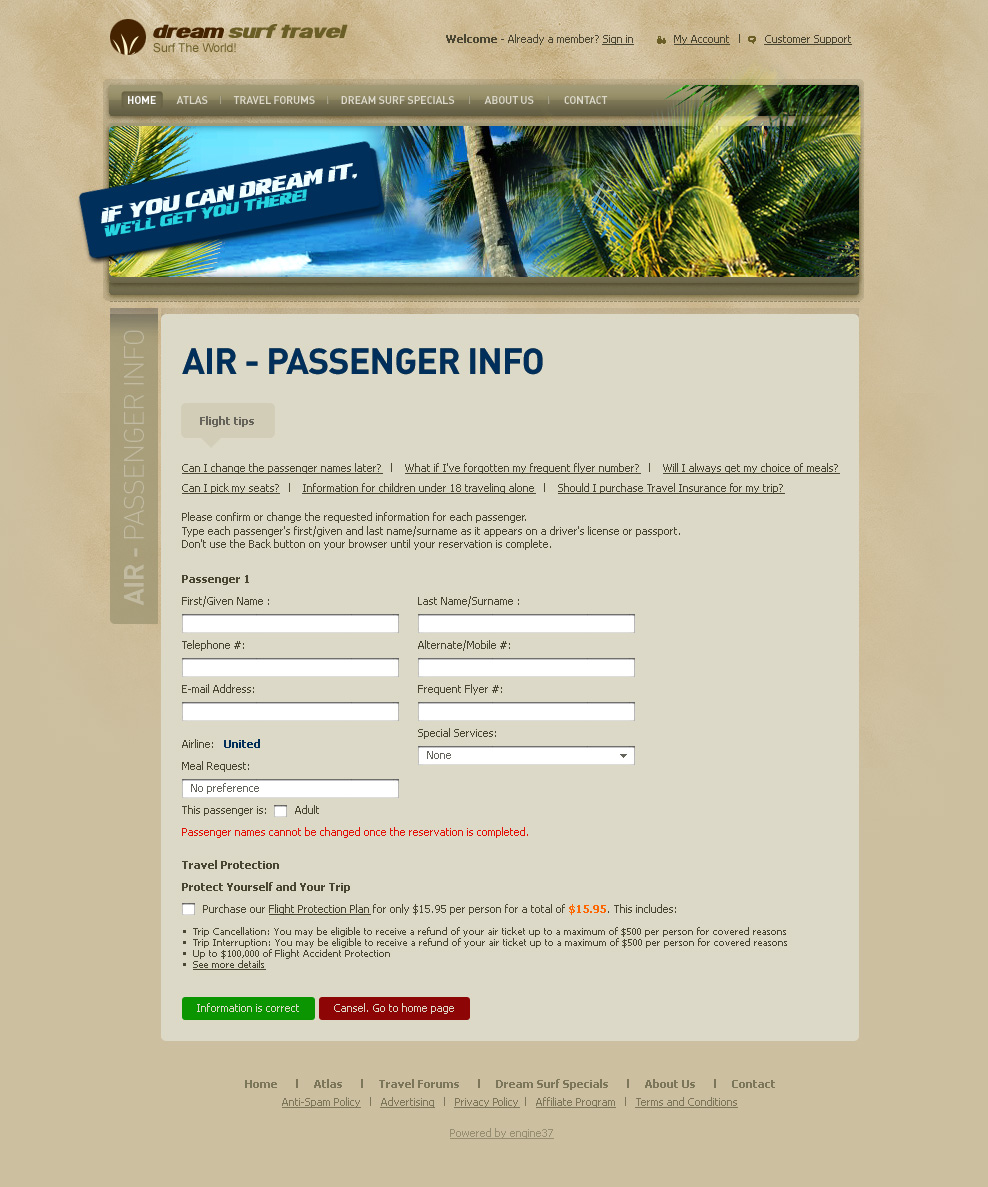 dream surf travel
Surf The World!
Welcome - Already a member? Sign in
My Account | Customer Support
HOME
ATLAS | TRAVEL FORUMS | DREAM SURF SPECIALS | ABOUT US | CONTACT
IF YOU CAN DREAM IT,
WE'LL GET YOU THERE!
AIR - PASSENGER INFO
AIR - PASSENGER INFO
Flight tips
Can I change the passenger names later? | What if I've forgotten my frequent flyer number? | Will I always get my choice of meals?
Can I pick my seats? | Information for children under 18 traveling alone | Should I purchase Travel Insurance for my trip?
Please confirm or change the requested information for each passenger.
Type each passenger's first/given and last name/surname as it appears on a driver's license or passport.
Don't use the Back button on your browser until your reservation is complete.
Passenger 1
First/Given Name :
Last Name/Surname :
Telephone #:
Alternate/Mobile #:
E-mail Address:
Frequent Flyer #:
Special Services:
Airline: United
None
Meal Request:
No preference
This passenger is: Adult
Passenger names cannot be changed once the reservation is completed.
Travel Protection
Protect Yourself and Your Trip
Purchase our Flight Protection Plan for only $15.95 per person for a total of $15.95. This includes:
▪ Trip Cancellation: You may be eligible to receive a refund of your air ticket up to a maximum of $500 per person for covered reasons
▪ Trip Interruption: You may be eligible to receive a refund of your air ticket up to a maximum of $500 per person for covered reasons
▪ Up to $100,000 of Flight Accident Protection
▪ See more details
Information is correct
Cansel. Go to home page
Home | Atlas | Travel Forums | Dream Surf Specials | About Us | Contact
Anti-Spam Policy | Advertising | Privacy Policy | Affiliate Program | Terms and Conditions
Powered by engine37